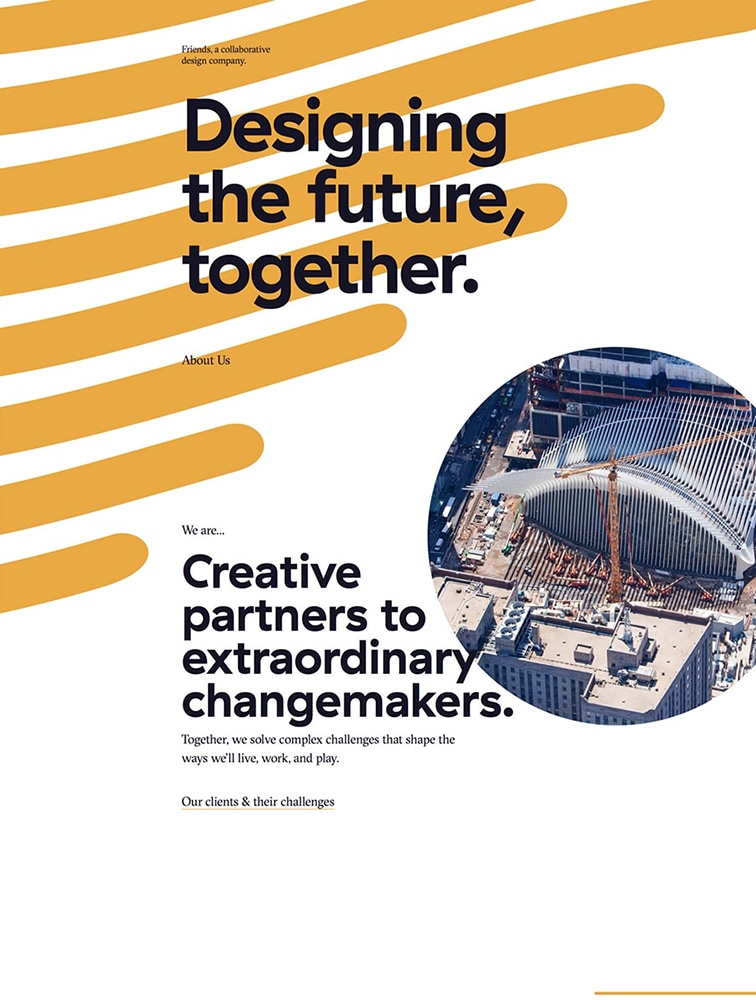 Friends, a collaborative
design company.
Designing
the future,
together.
About Us
We are...
Creative
partners to
extraordinary
changemakers.
Together, we solve complex challenges that shape the
ways we'll live, work, and play.
Our clients & their challenges